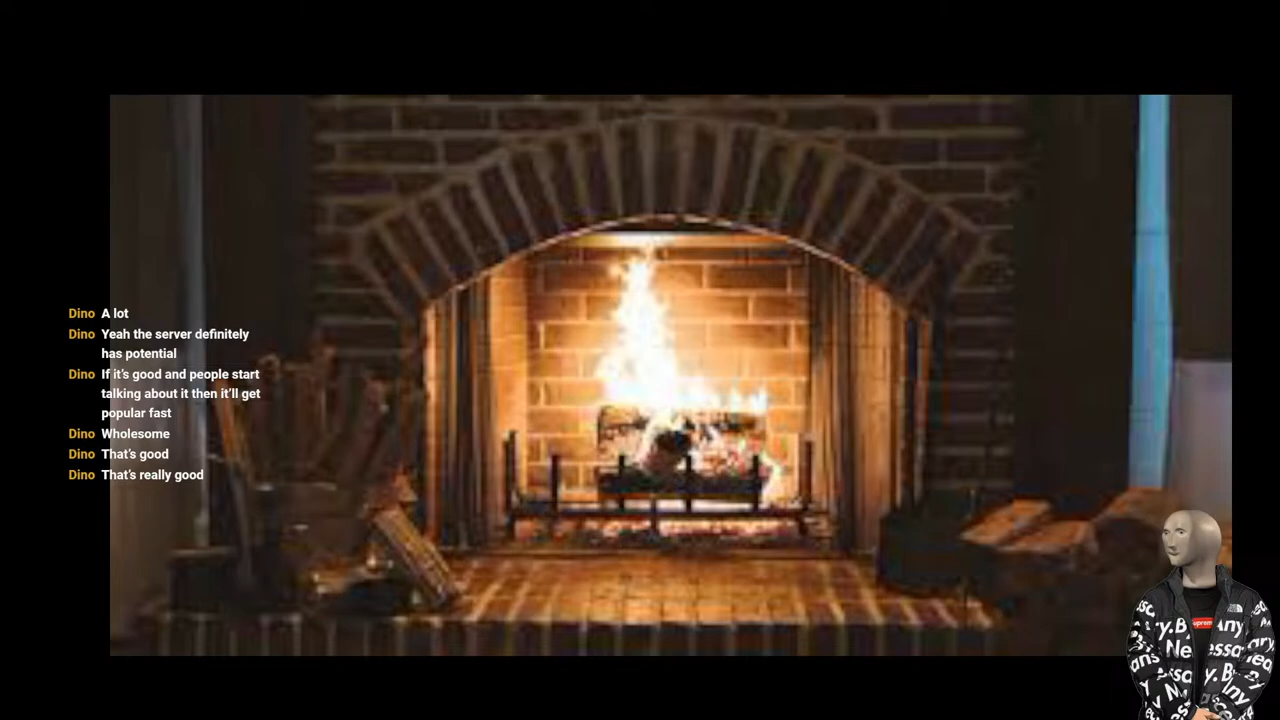 Dino A lot
Dino Yeah the server definitely
has potential
Dino If it's good and people start
talking about it then it'll get
popular fast
Dino Wholesome
Dino That's good
Dino That's really good